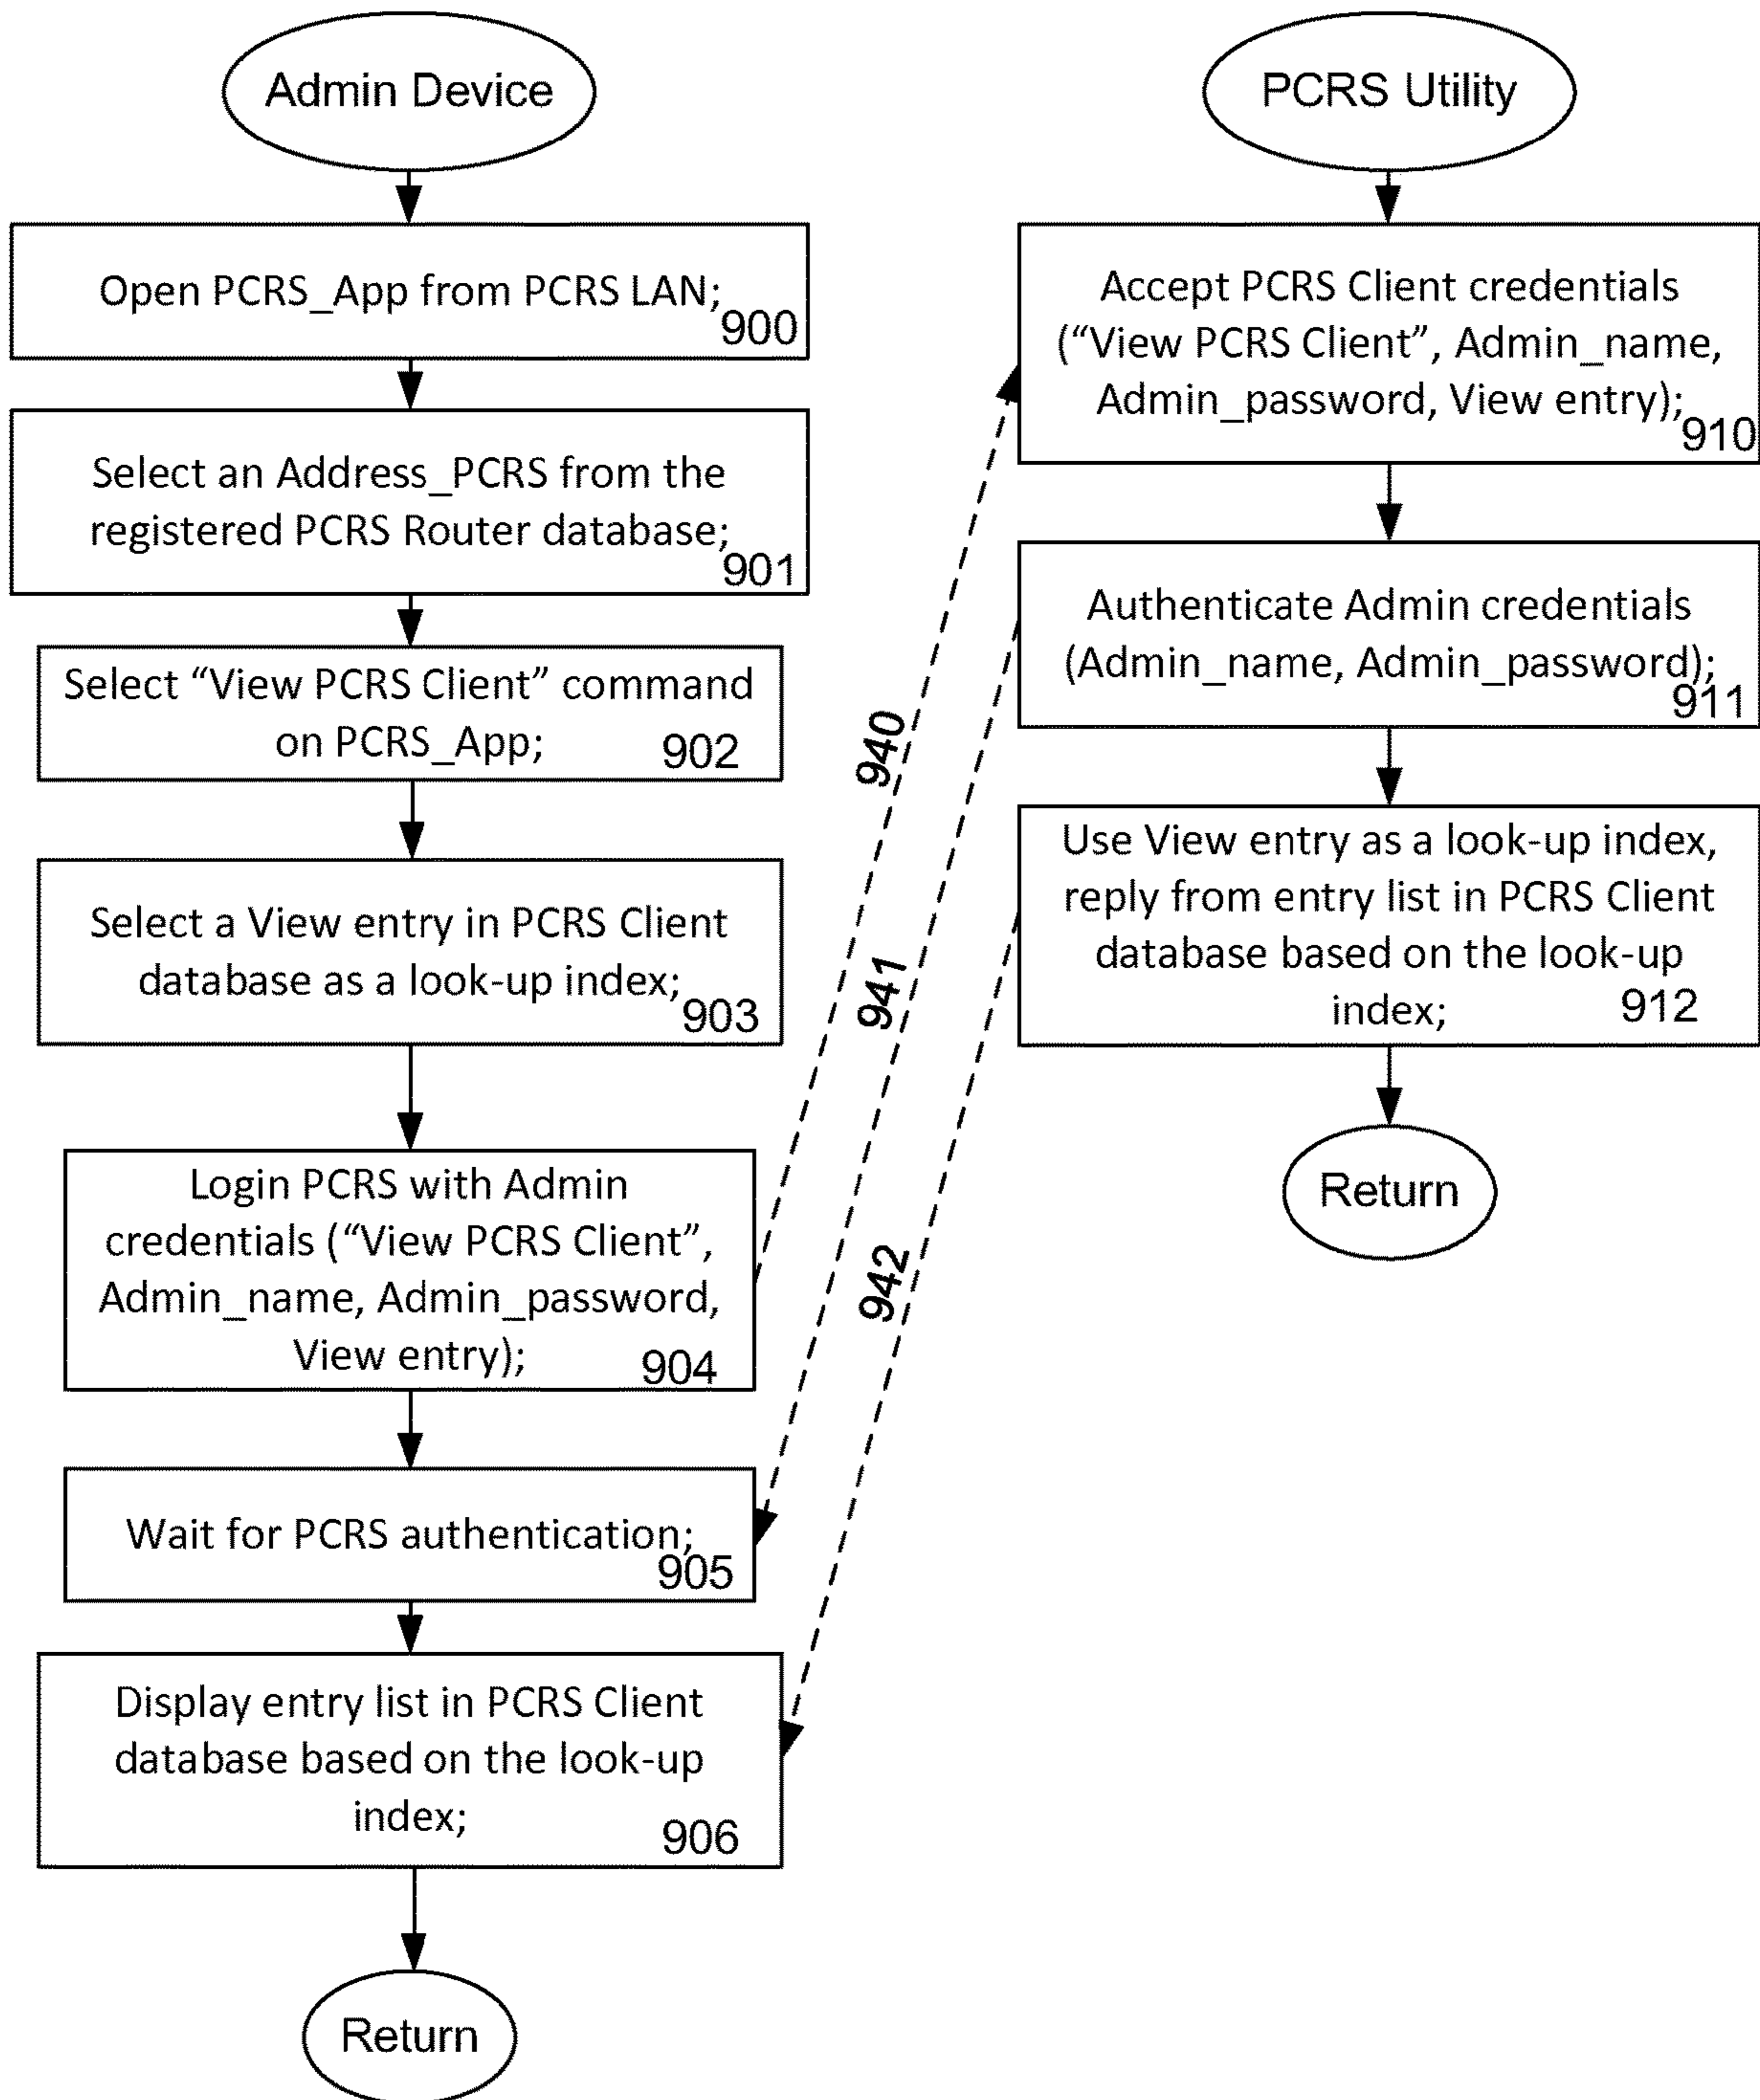 Admin Device
Open PCRS_App from PCRS LAN;
900
Select an Address_PCRS from the
registered PCRS Router database;
901
Select “View PCRS Client” command
on PCRS_App;
902
Select a View entry in PCRS Client
database as a look-up index;
903
Login PCRS with Admin
credentials (“View PCRS Client”,
Admin_name, Admin_password,
View entry);
904
Wait for PCRS authentication;
905
Display entry list in PCRS Client
database based on the look-up
index;
906
Return
940
941
942
PCRS Utility
Accept PCRS Client credentials
(“View PCRS Client”, Admin_name,
Admin_password, View entry);
910
Authenticate Admin credentials
(Admin_name, Admin_password);
911
Use View entry as a look-up index,
reply from entry list in PCRS Client
database based on the look-up
index;
912
Return